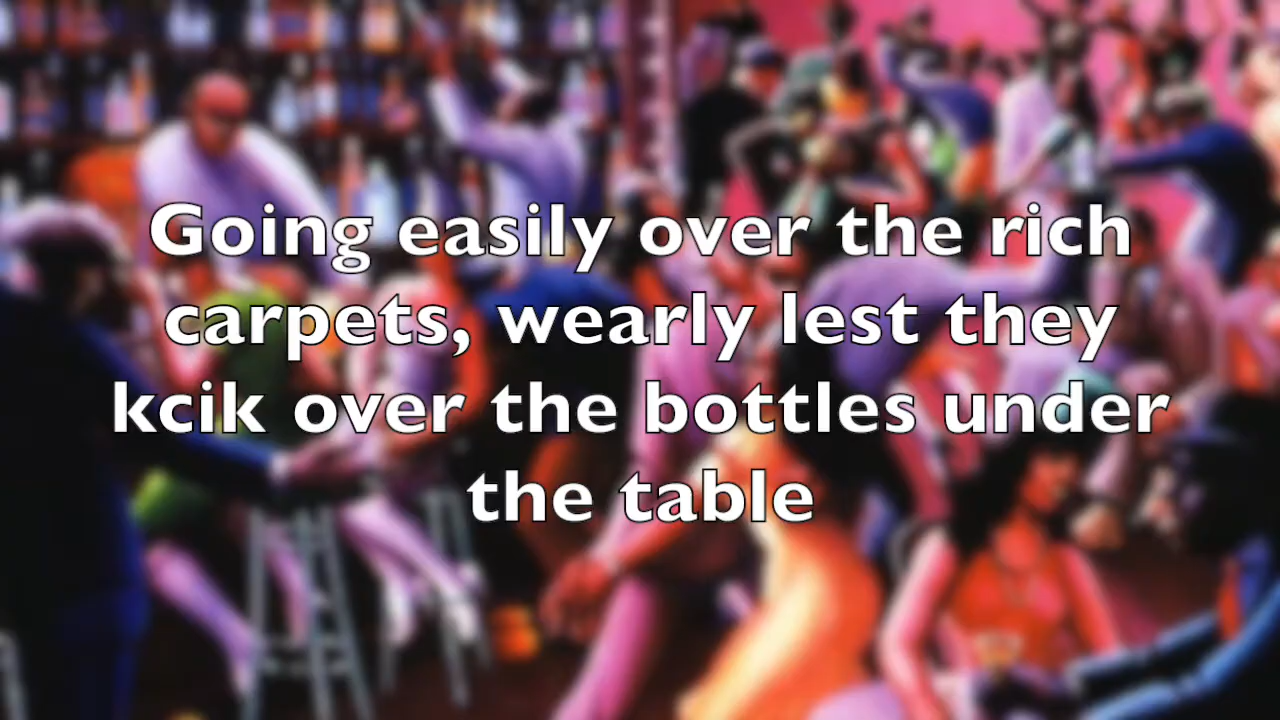 Going easily over the rich
carpets, wearly lest they
kcik over the bottles under
the table